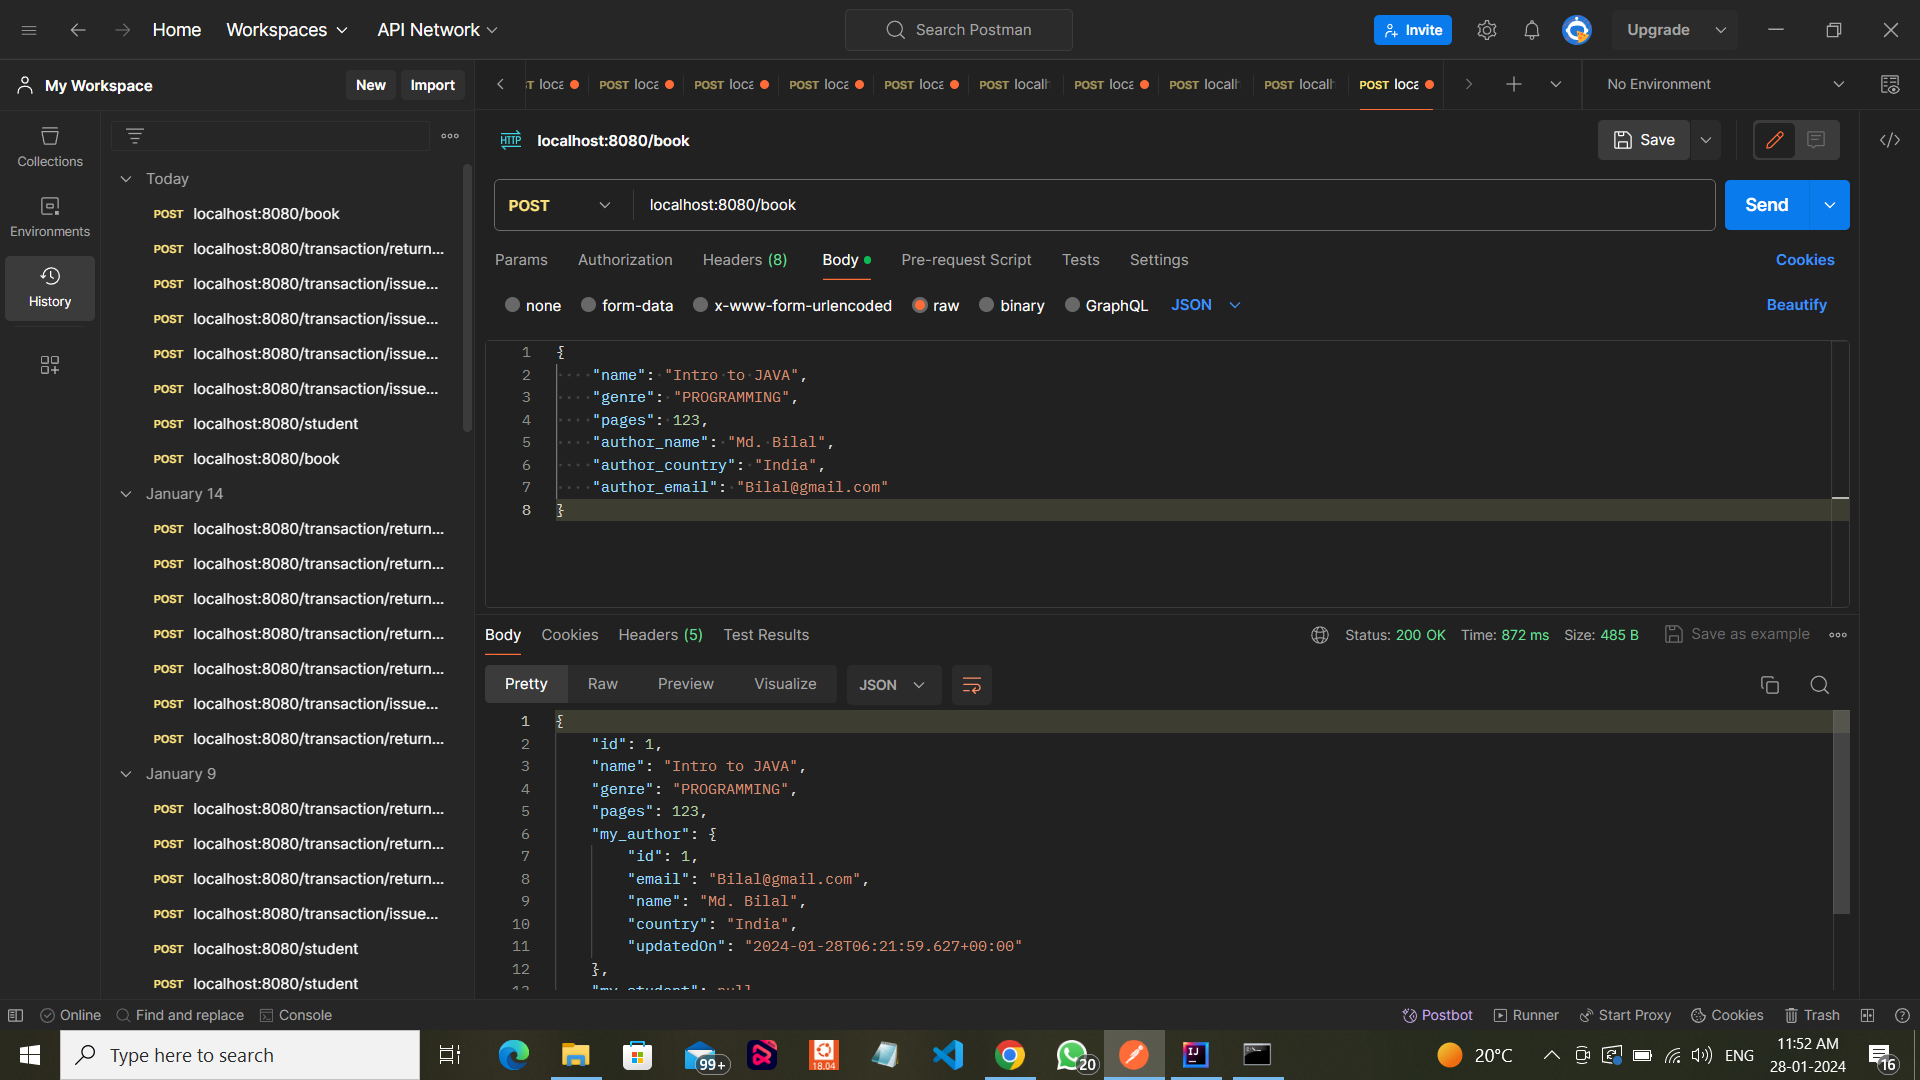 Home
Workspaces
API Network
Search Postman
Invite
Upgrade
My Workspace
New
Import
POST loca
POST loca
POST loca
POST loca
POST localh
POST loca
POST localh
POST localh
POST loca
No Environment
Collections
Environments
History
Today
POST localhost:8080/book
POST localhost:8080/transaction/return...
POST localhost:8080/transaction/issue...
POST localhost:8080/transaction/issue...
POST localhost:8080/transaction/issue...
POST localhost:8080/transaction/issue...
POST localhost:8080/student
POST localhost:8080/book
January 14
POST localhost:8080/transaction/return...
POST localhost:8080/transaction/return...
POST localhost:8080/transaction/return...
POST localhost:8080/transaction/return...
POST localhost:8080/transaction/return...
POST localhost:8080/transaction/issue...
POST localhost:8080/transaction/return...
January 9
POST localhost:8080/transaction/return...
POST localhost:8080/transaction/return...
POST localhost:8080/transaction/return...
POST localhost:8080/transaction/issue...
POST localhost:8080/student
POST localhost:8080/student
HTTP localhost:8080/book
Save
POST localhost:8080/book
Send
Params Authorization Headers (8) Body Pre-request Script Tests Settings Cookies
none form-data x-www-form-urlencoded raw binary GraphQL JSON Beautify
1 {
2 "name": "Intro to JAVA",
3 "genre": "PROGRAMMING",
4 "pages": 123,
5 "author_name": "Md. Bilal",
6 "author_country": "India",
7 "author_email": "Bilal@gmail.com"
8 }
Body Cookies Headers (5) Test Results Status: 200 OK Time: 872 ms Size: 485 B Save as example
Pretty Raw Preview Visualize JSON
1 {
2 "id": 1,
3 "name": "Intro to JAVA",
4 "genre": "PROGRAMMING",
5 "pages": 123,
6 "my_author": {
7 "id": 1,
8 "email": "Bilal@gmail.com",
9 "name": "Md. Bilal",
10 "country": "India",
11 "updatedOn": "2024-01-28T06:21:59.627+00:00"
12 },
13 "my_student": null
Online Find and replace Console
Postbot Runner Start Proxy Cookies Trash
Type here to search
99+
18.04
20
IJ
20°C
ENG
11:52 AM
28-01-2024
16